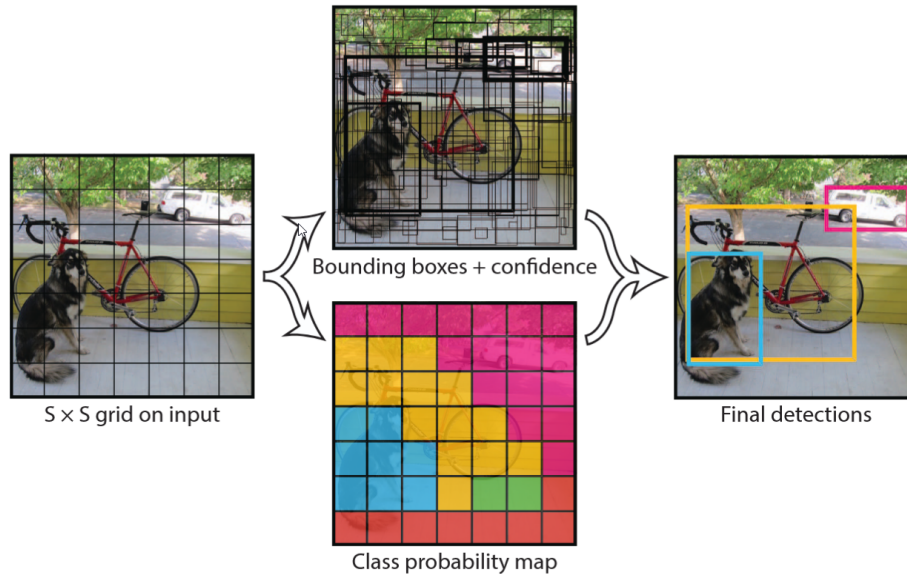 S × S grid on input
Bounding boxes + confidence
Class probability map
Final detections